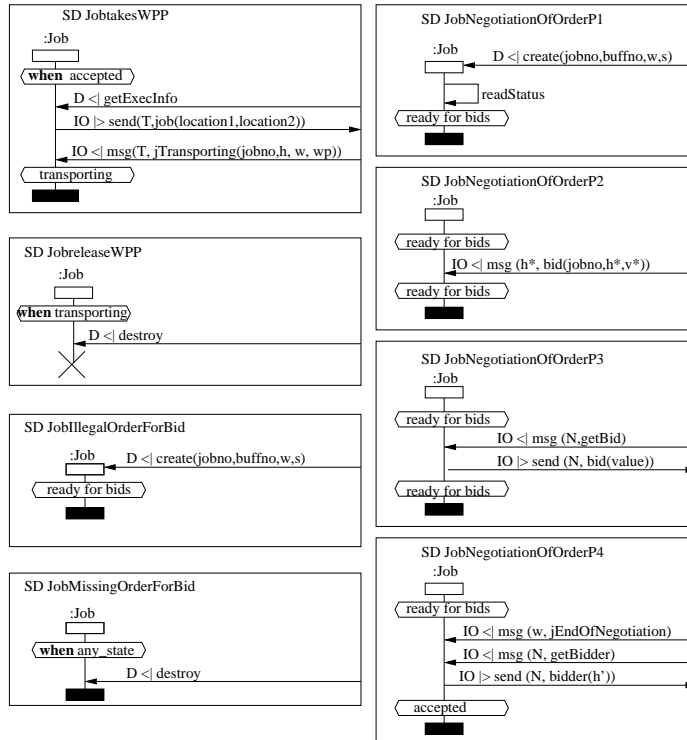 SD JobtakesWPP
:Job
when accepted
D <| getExecInfo
IO |> send(T,job(location1,location2))
IO <| msg(T, jTransporting(jobno,h, w, wp))
transporting
SD JobreleaseWPP
:Job
when transporting
D <| destroy
SD JobIllegalOrderForBid
:Job
D <| create(jobno,buffno,w,s)
ready for bids
SD JobMissingOrderForBid
:Job
when any_state
D <| destroy
SD JobNegotiationOfOrderP1
:Job
D <| create(jobno,buffno,w,s)
readStatus
ready for bids
SD JobNegotiationOfOrderP2
:Job
ready for bids
IO <| msg (h*, bid(jobno,h*,v*))
ready for bids
SD JobNegotiationOfOrderP3
:Job
ready for bids
IO <| msg (N,getBid)
IO |> send (N, bid(value))
ready for bids
SD JobNegotiationOfOrderP4
:Job
ready for bids
IO <| msg (w, jEndOfNegotiation)
IO <| msg (N, getBidder)
IO |> send (N, bidder(h’))
accepted